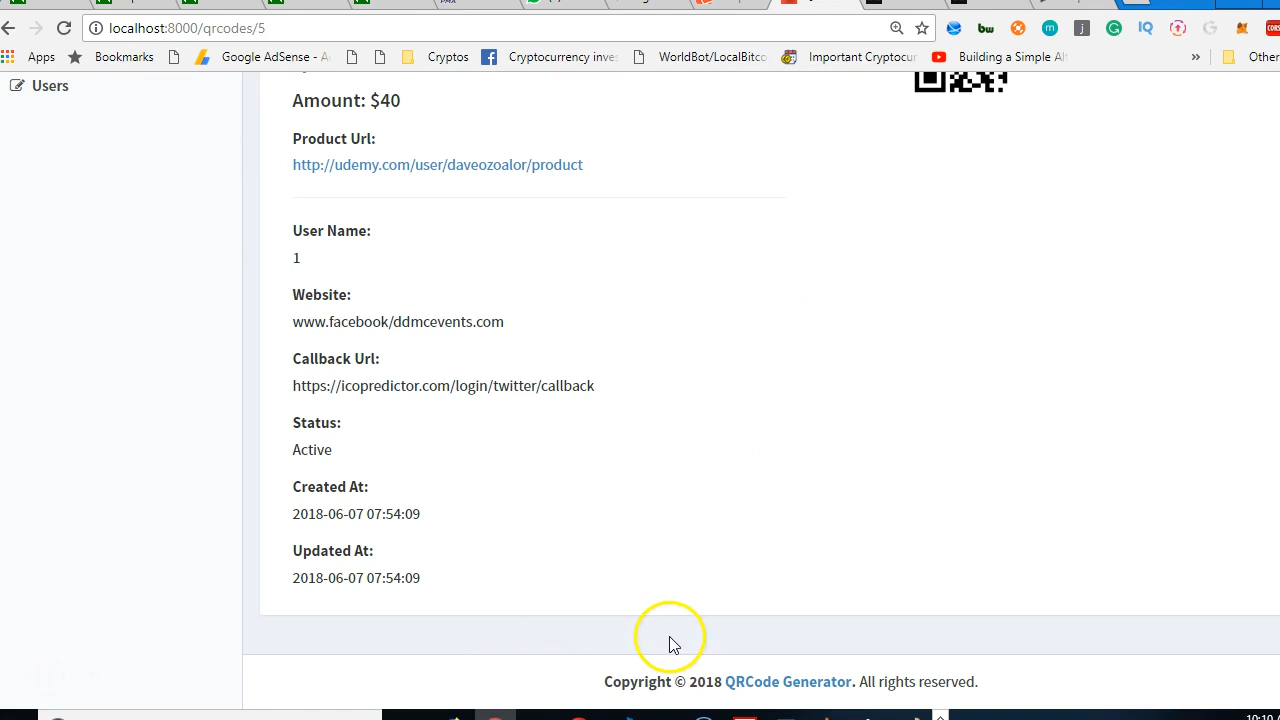 localhost:8000/qrcodes/5
Apps Bookmarks Google AdSense - A Cryptos Cryptocurrency inve WorldBot/LocalBitco Important Cryptocur Building a Simple Al » Other
Users
Amount: $40
Product Url:
http://udemy.com/user/daveozoalor/product
User Name:
1
Website:
www.facebook/ddmcevents.com
Callback Url:
https://icopredictor.com/login/twitter/callback
Status:
Active
Created At:
2018-06-07 07:54:09
Updated At:
2018-06-07 07:54:09
Copyright © 2018 QRCode Generator. All rights reserved.
10:10